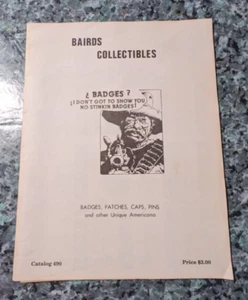 BAIRDS
COLLECTIBLES
¿ BADGES ?
¡I DON'T GOT TO SHOW YOU
NO STINKIN BADGES!
BADGES, PATCHES, CAPS, PINS
and other Unique Americana
Catalog 489
Price $2.00